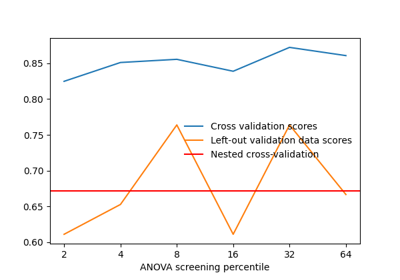 0.85
0.80
0.75
0.70
0.65
0.60
Cross validation scores
Left-out validation data scores
Nested cross-validation
2 4 8 16 32 64
ANOVA screening percentile